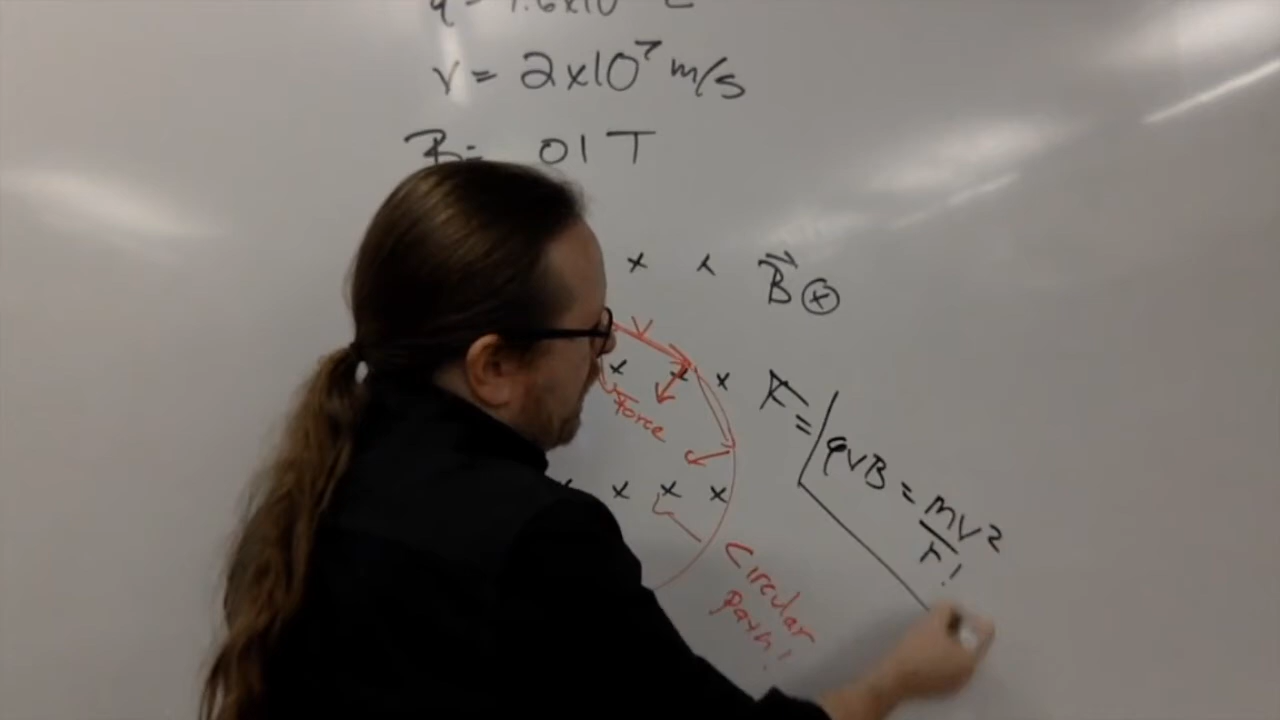 v = 2x10⁷ m/s
B = 01 T
x x B⃗ ⊗
v
x x x
Force
F = qvB = mv²/r!
x x x x
Circular
path!